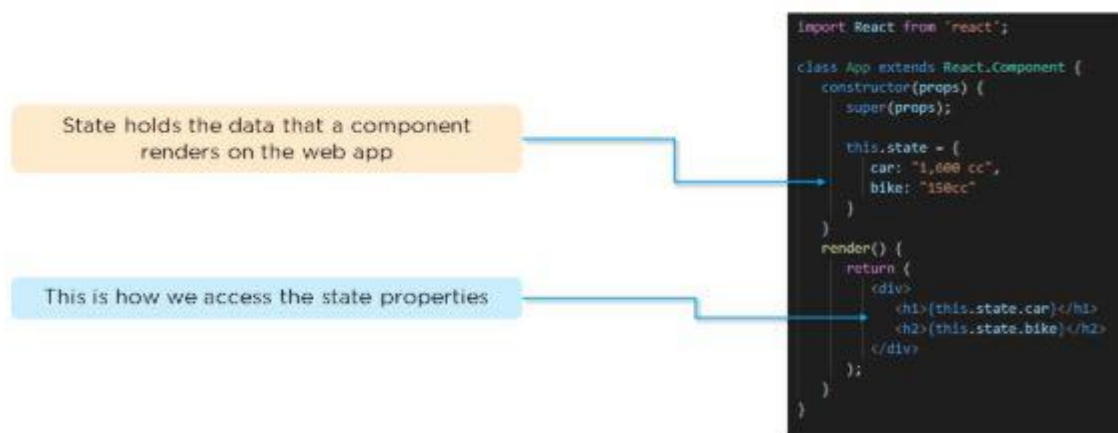 State holds the data that a component
renders on the web app
This is how we access the state properties
import React from 'react';
class App extends React.Component {
constructor(props) {
super(props);
this.state = {
car: "1,600 cc",
bike: "150cc"
}
}
render() {
return (
<div>
<h1>{this.state.car}</h1>
<h2>{this.state.bike}</h2>
</div>
);
}
}